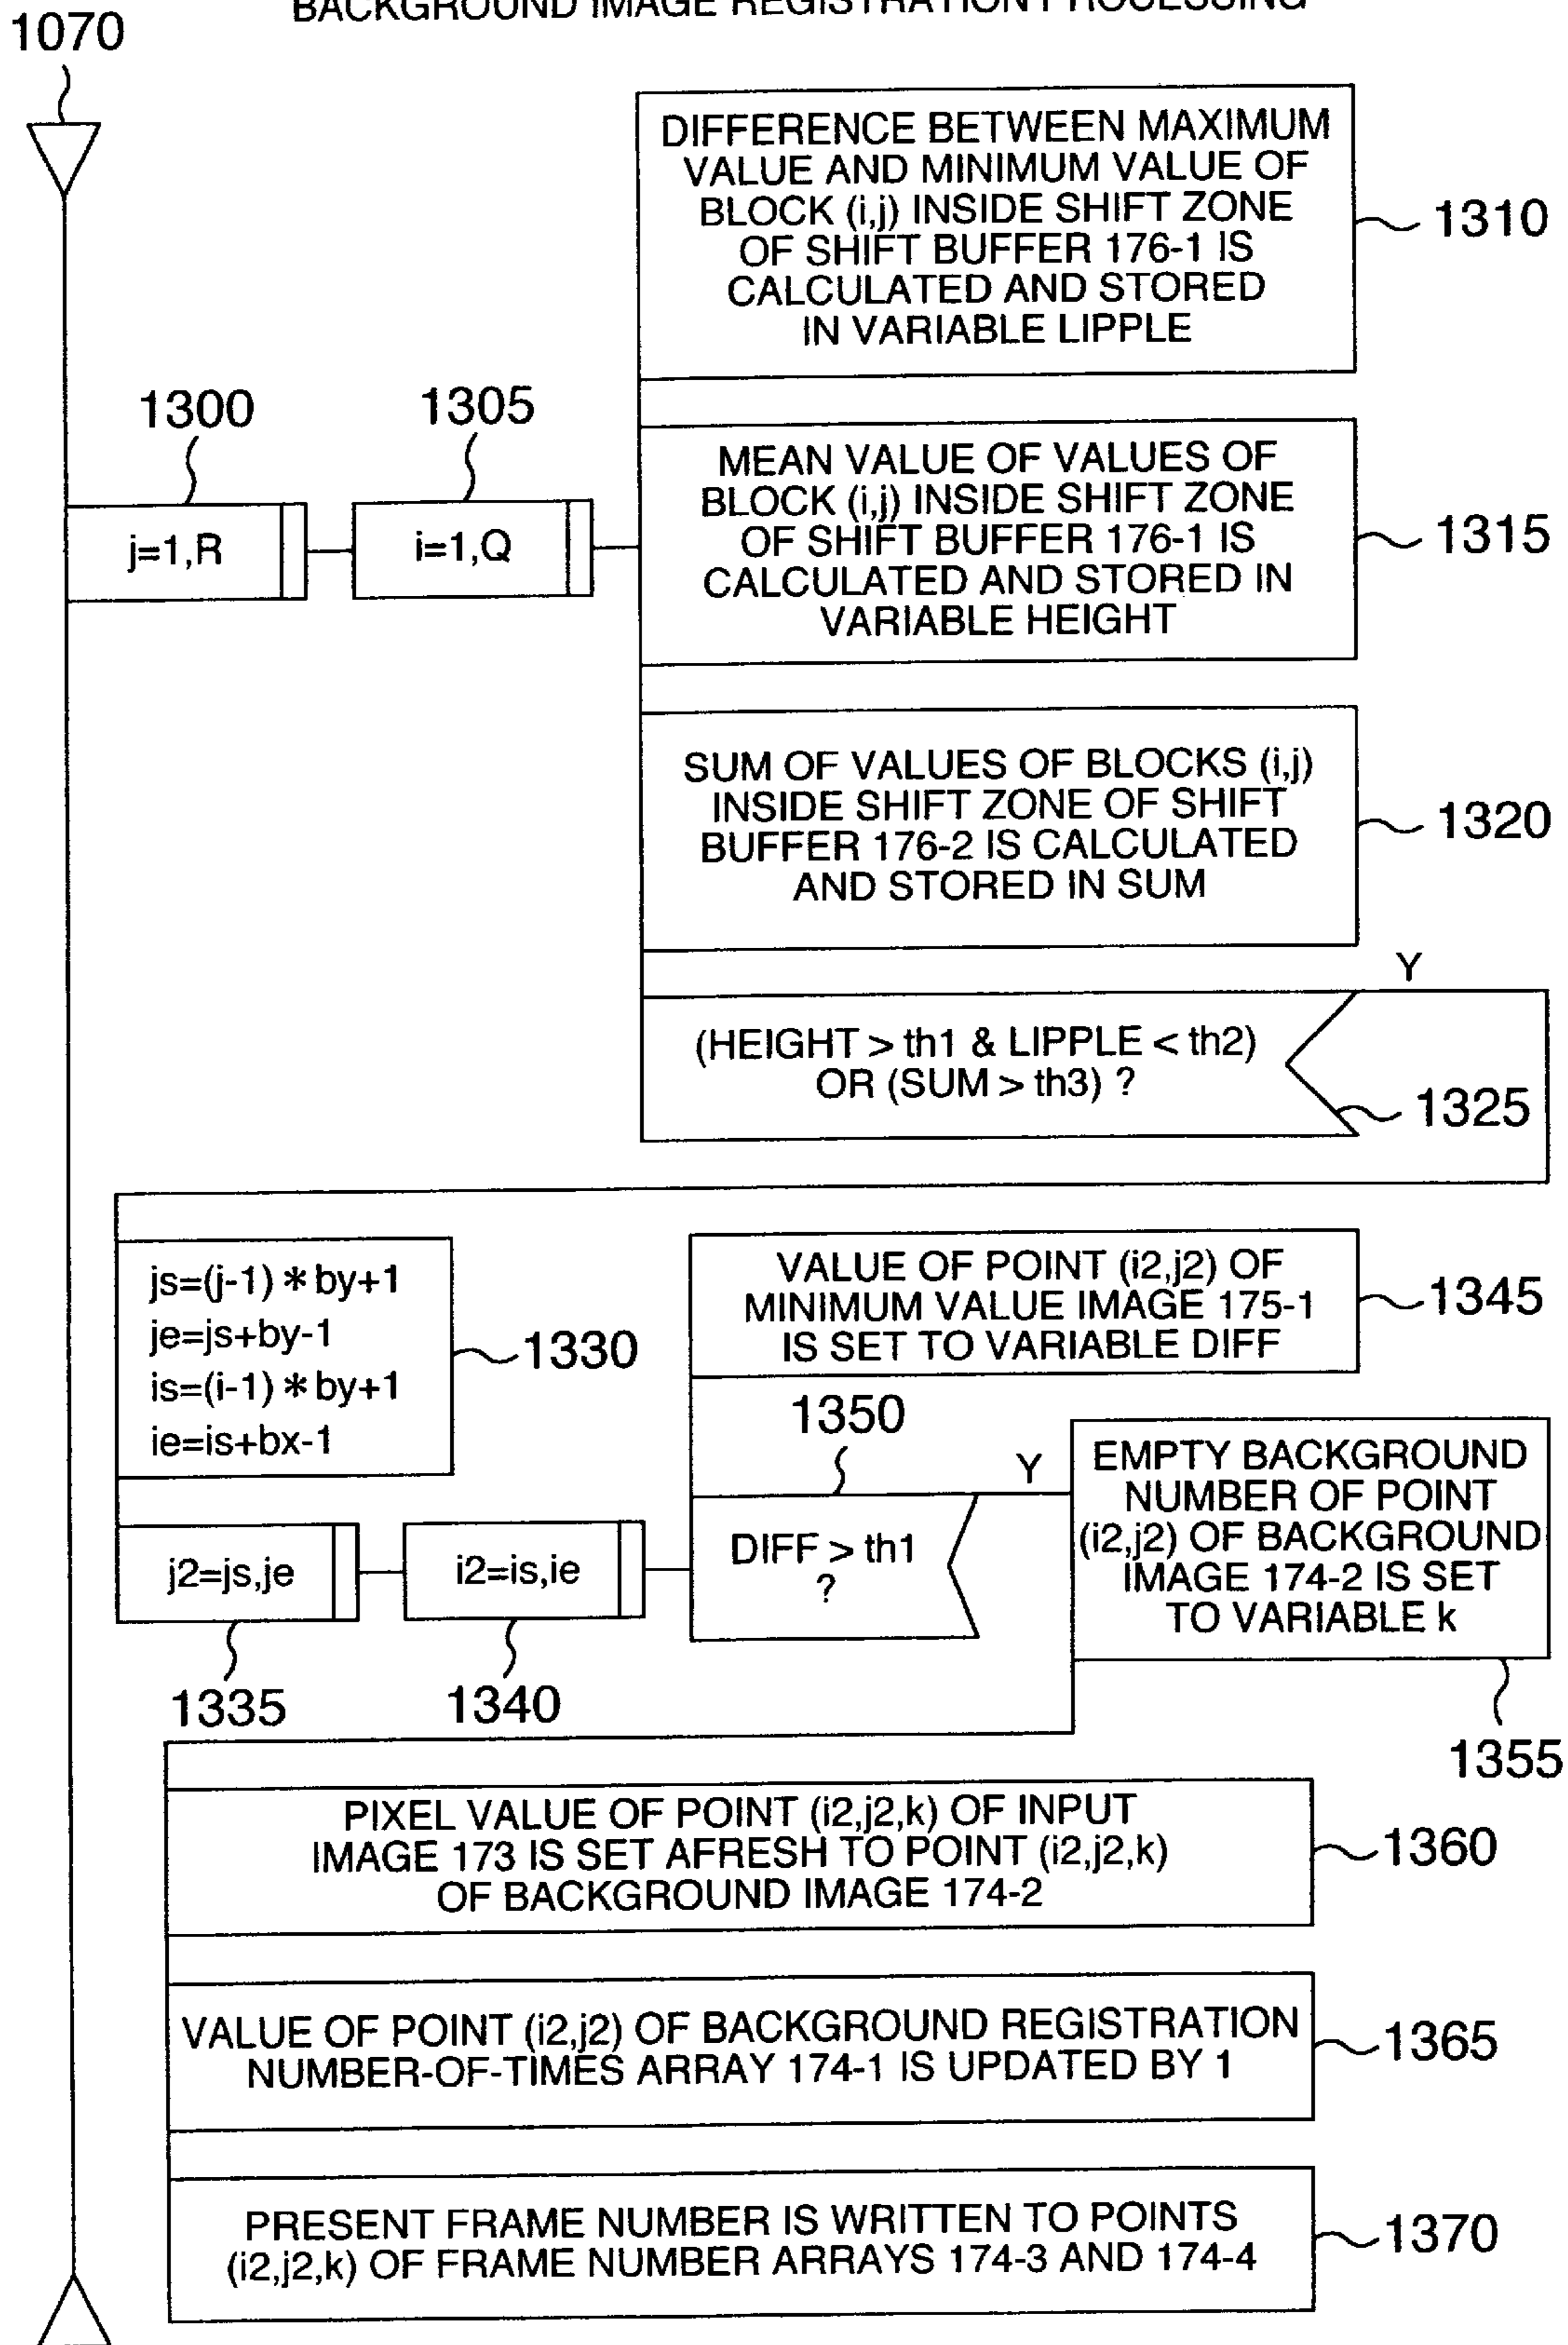 BACKGROUND IMAGE REGISTRATION PROCESSING
1070
DIFFERENCE BETWEEN MAXIMUM
VALUE AND MINIMUM VALUE OF
BLOCK (i,j) INSIDE SHIFT ZONE
OF SHIFT BUFFER 176-1 IS
CALCULATED AND STORED
IN VARIABLE LIPPLE
1310
1300
1305
j=1,R
i=1,Q
MEAN VALUE OF VALUES OF
BLOCK (i,j) INSIDE SHIFT ZONE
OF SHIFT BUFFER 176-1 IS
CALCULATED AND STORED IN
VARIABLE HEIGHT
1315
SUM OF VALUES OF BLOCKS (i,j)
INSIDE SHIFT ZONE OF SHIFT
BUFFER 176-2 IS CALCULATED
AND STORED IN SUM
1320
Y
(HEIGHT > th1 & LIPPLE < th2)
OR (SUM > th3) ?
1325
js=(j-1)*by+1
je=js+by-1
is=(i-1)*by+1
ie=is+bx-1
1330
VALUE OF POINT (i2,j2) OF
MINIMUM VALUE IMAGE 175-1
IS SET TO VARIABLE DIFF
1345
1350
Y
j2=js,je
i2=is,ie
DIFF > th1
?
EMPTY BACKGROUND
NUMBER OF POINT
(i2,j2) OF BACKGROUND
IMAGE 174-2 IS SET
TO VARIABLE k
1335
1340
1355
PIXEL VALUE OF POINT (i2,j2,k) OF INPUT
IMAGE 173 IS SET AFRESH TO POINT (i2,j2,k)
OF BACKGROUND IMAGE 174-2
1360
VALUE OF POINT (i2,j2) OF BACKGROUND REGISTRATION
NUMBER-OF-TIMES ARRAY 174-1 IS UPDATED BY 1
1365
PRESENT FRAME NUMBER IS WRITTEN TO POINTS
(i2,j2,k) OF FRAME NUMBER ARRAYS 174-3 AND 174-4
1370